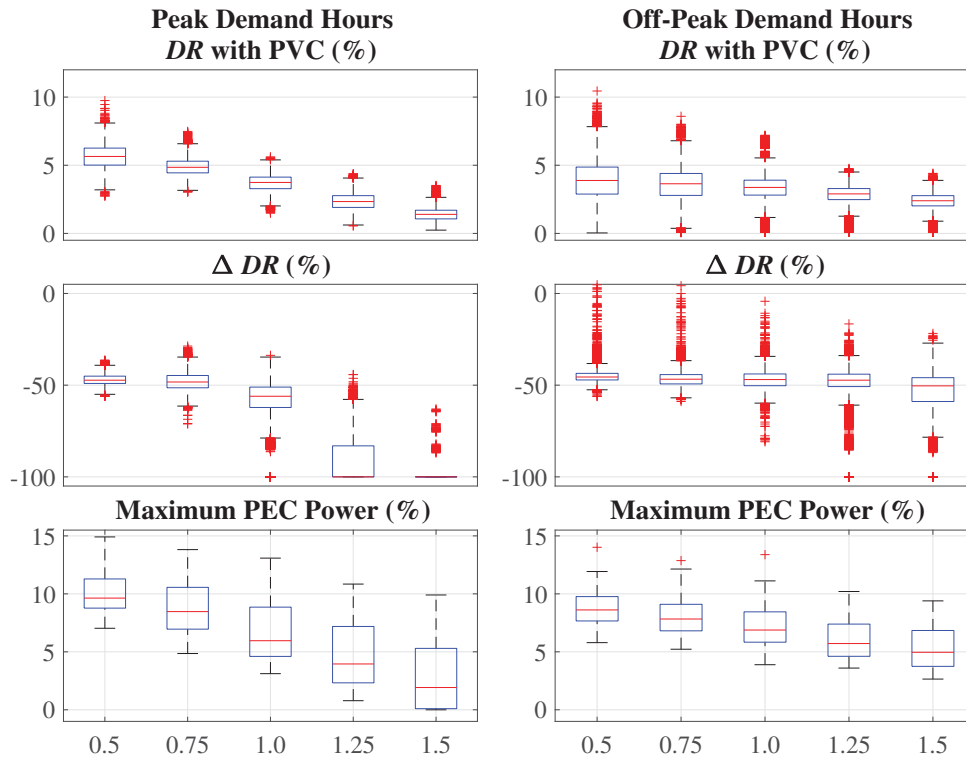 Peak Demand Hours
DR with PVC (%)
10
5
0
Δ DR (%)
0
-50
-100
Maximum PEC Power (%)
15
10
5
0
0.5 0.75 1.0 1.25 1.5
Off-Peak Demand Hours
DR with PVC (%)
10
5
0
Δ DR (%)
0
-50
-100
Maximum PEC Power (%)
15
10
5
0
0.5 0.75 1.0 1.25 1.5